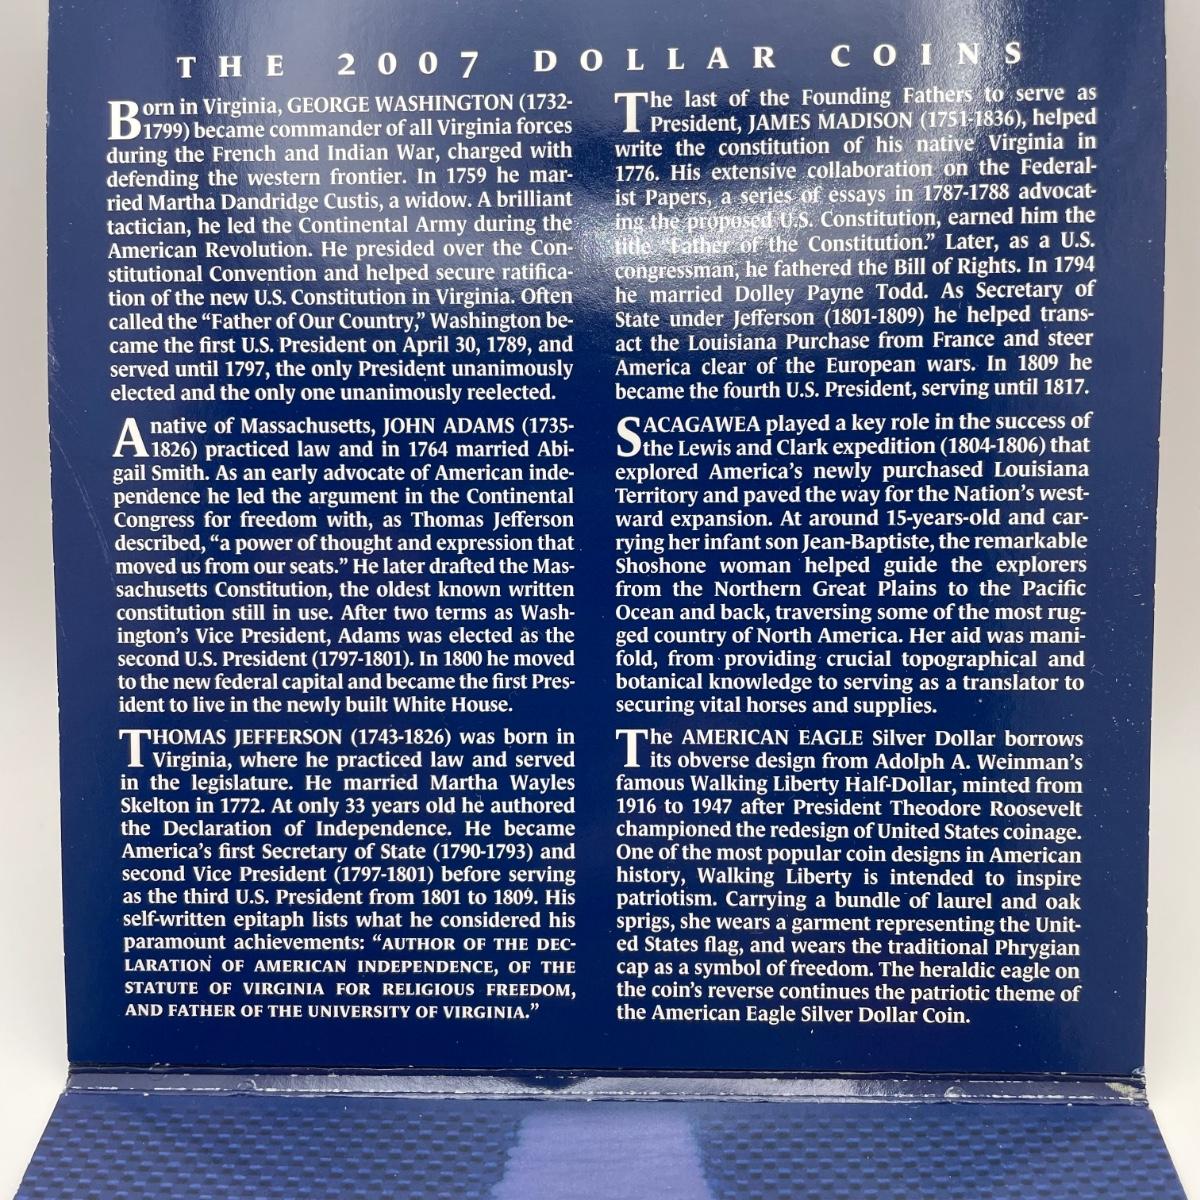 THE 2007 DOLLAR COINS
Born in Virginia, GEORGE WASHINGTON (1732-
1799) became commander of all Virginia forces
during the French and Indian War, charged with
defending the western frontier. In 1759 he mar-
ried Martha Dandridge Custis, a widow. A brilliant
tactician, he led the Continental Army during the
American Revolution. He presided over the Con-
stitutional Convention and helped secure ratifica-
tion of the new U.S. Constitution in Virginia. Often
called the “Father of Our Country,” Washington be-
came the first U.S. President on April 30, 1789, and
served until 1797, the only President unanimously
elected and the only one unanimously reelected.
A native of Massachusetts, JOHN ADAMS (1735-
1826) practiced law and in 1764 married Abi-
gail Smith. As an early advocate of American inde-
pendence he led the argument in the Continental
Congress for freedom with, as Thomas Jefferson
described, “a power of thought and expression that
moved us from our seats.” He later drafted the Mas-
sachusetts Constitution, the oldest known written
constitution still in use. After two terms as Wash-
ington’s Vice President, Adams was elected as the
second U.S. President (1797-1801). In 1800 he moved
to the new federal capital and became the first Pres-
ident to live in the newly built White House.
THOMAS JEFFERSON (1743-1826) was born in
Virginia, where he practiced law and served
in the legislature. He married Martha Wayles
Skelton in 1772. At only 33 years old he authored
the Declaration of Independence. He became
America’s first Secretary of State (1790-1793) and
second Vice President (1797-1801) before serving
as the third U.S. President from 1801 to 1809. His
self-written epitaph lists what he considered his
paramount achievements: “AUTHOR OF THE DEC-
LARATION OF AMERICAN INDEPENDENCE, OF THE
STATUTE OF VIRGINIA FOR RELIGIOUS FREEDOM,
AND FATHER OF THE UNIVERSITY OF VIRGINIA.”
The last of the Founding Fathers to serve as
President, JAMES MADISON (1751-1836), helped
write the constitution of his native Virginia in
1776. His extensive collaboration on the Federal-
ist Papers, a series of essays in 1787-1788 advocat-
ing the proposed U.S. Constitution, earned him the
title “Father of the Constitution.” Later, as a U.S.
congressman, he fathered the Bill of Rights. In 1794
he married Dolley Payne Todd. As Secretary of
State under Jefferson (1801-1809) he helped trans-
act the Louisiana Purchase from France and steer
America clear of the European wars. In 1809 he
became the fourth U.S. President, serving until 1817.
SACAGAWEA played a key role in the success of
the Lewis and Clark expedition (1804-1806) that
explored America’s newly purchased Louisiana
Territory and paved the way for the Nation’s west-
ward expansion. At around 15-years-old and car-
rying her infant son Jean-Baptiste, the remarkable
Shoshone woman helped guide the explorers
from the Northern Great Plains to the Pacific
Ocean and back, traversing some of the most rug-
ged country of North America. Her aid was mani-
fold, from providing crucial topographical and
botanical knowledge to serving as a translator to
securing vital horses and supplies.
The AMERICAN EAGLE Silver Dollar borrows
its obverse design from Adolph A. Weinman’s
famous Walking Liberty Half-Dollar, minted from
1916 to 1947 after President Theodore Roosevelt
championed the redesign of United States coinage.
One of the most popular coin designs in American
history, Walking Liberty is intended to inspire
patriotism. Carrying a bundle of laurel and oak
sprigs, she wears a garment representing the Unit-
ed States flag, and wears the traditional Phrygian
cap as a symbol of freedom. The heraldic eagle on
the coin’s reverse continues the patriotic theme of
the American Eagle Silver Dollar Coin.